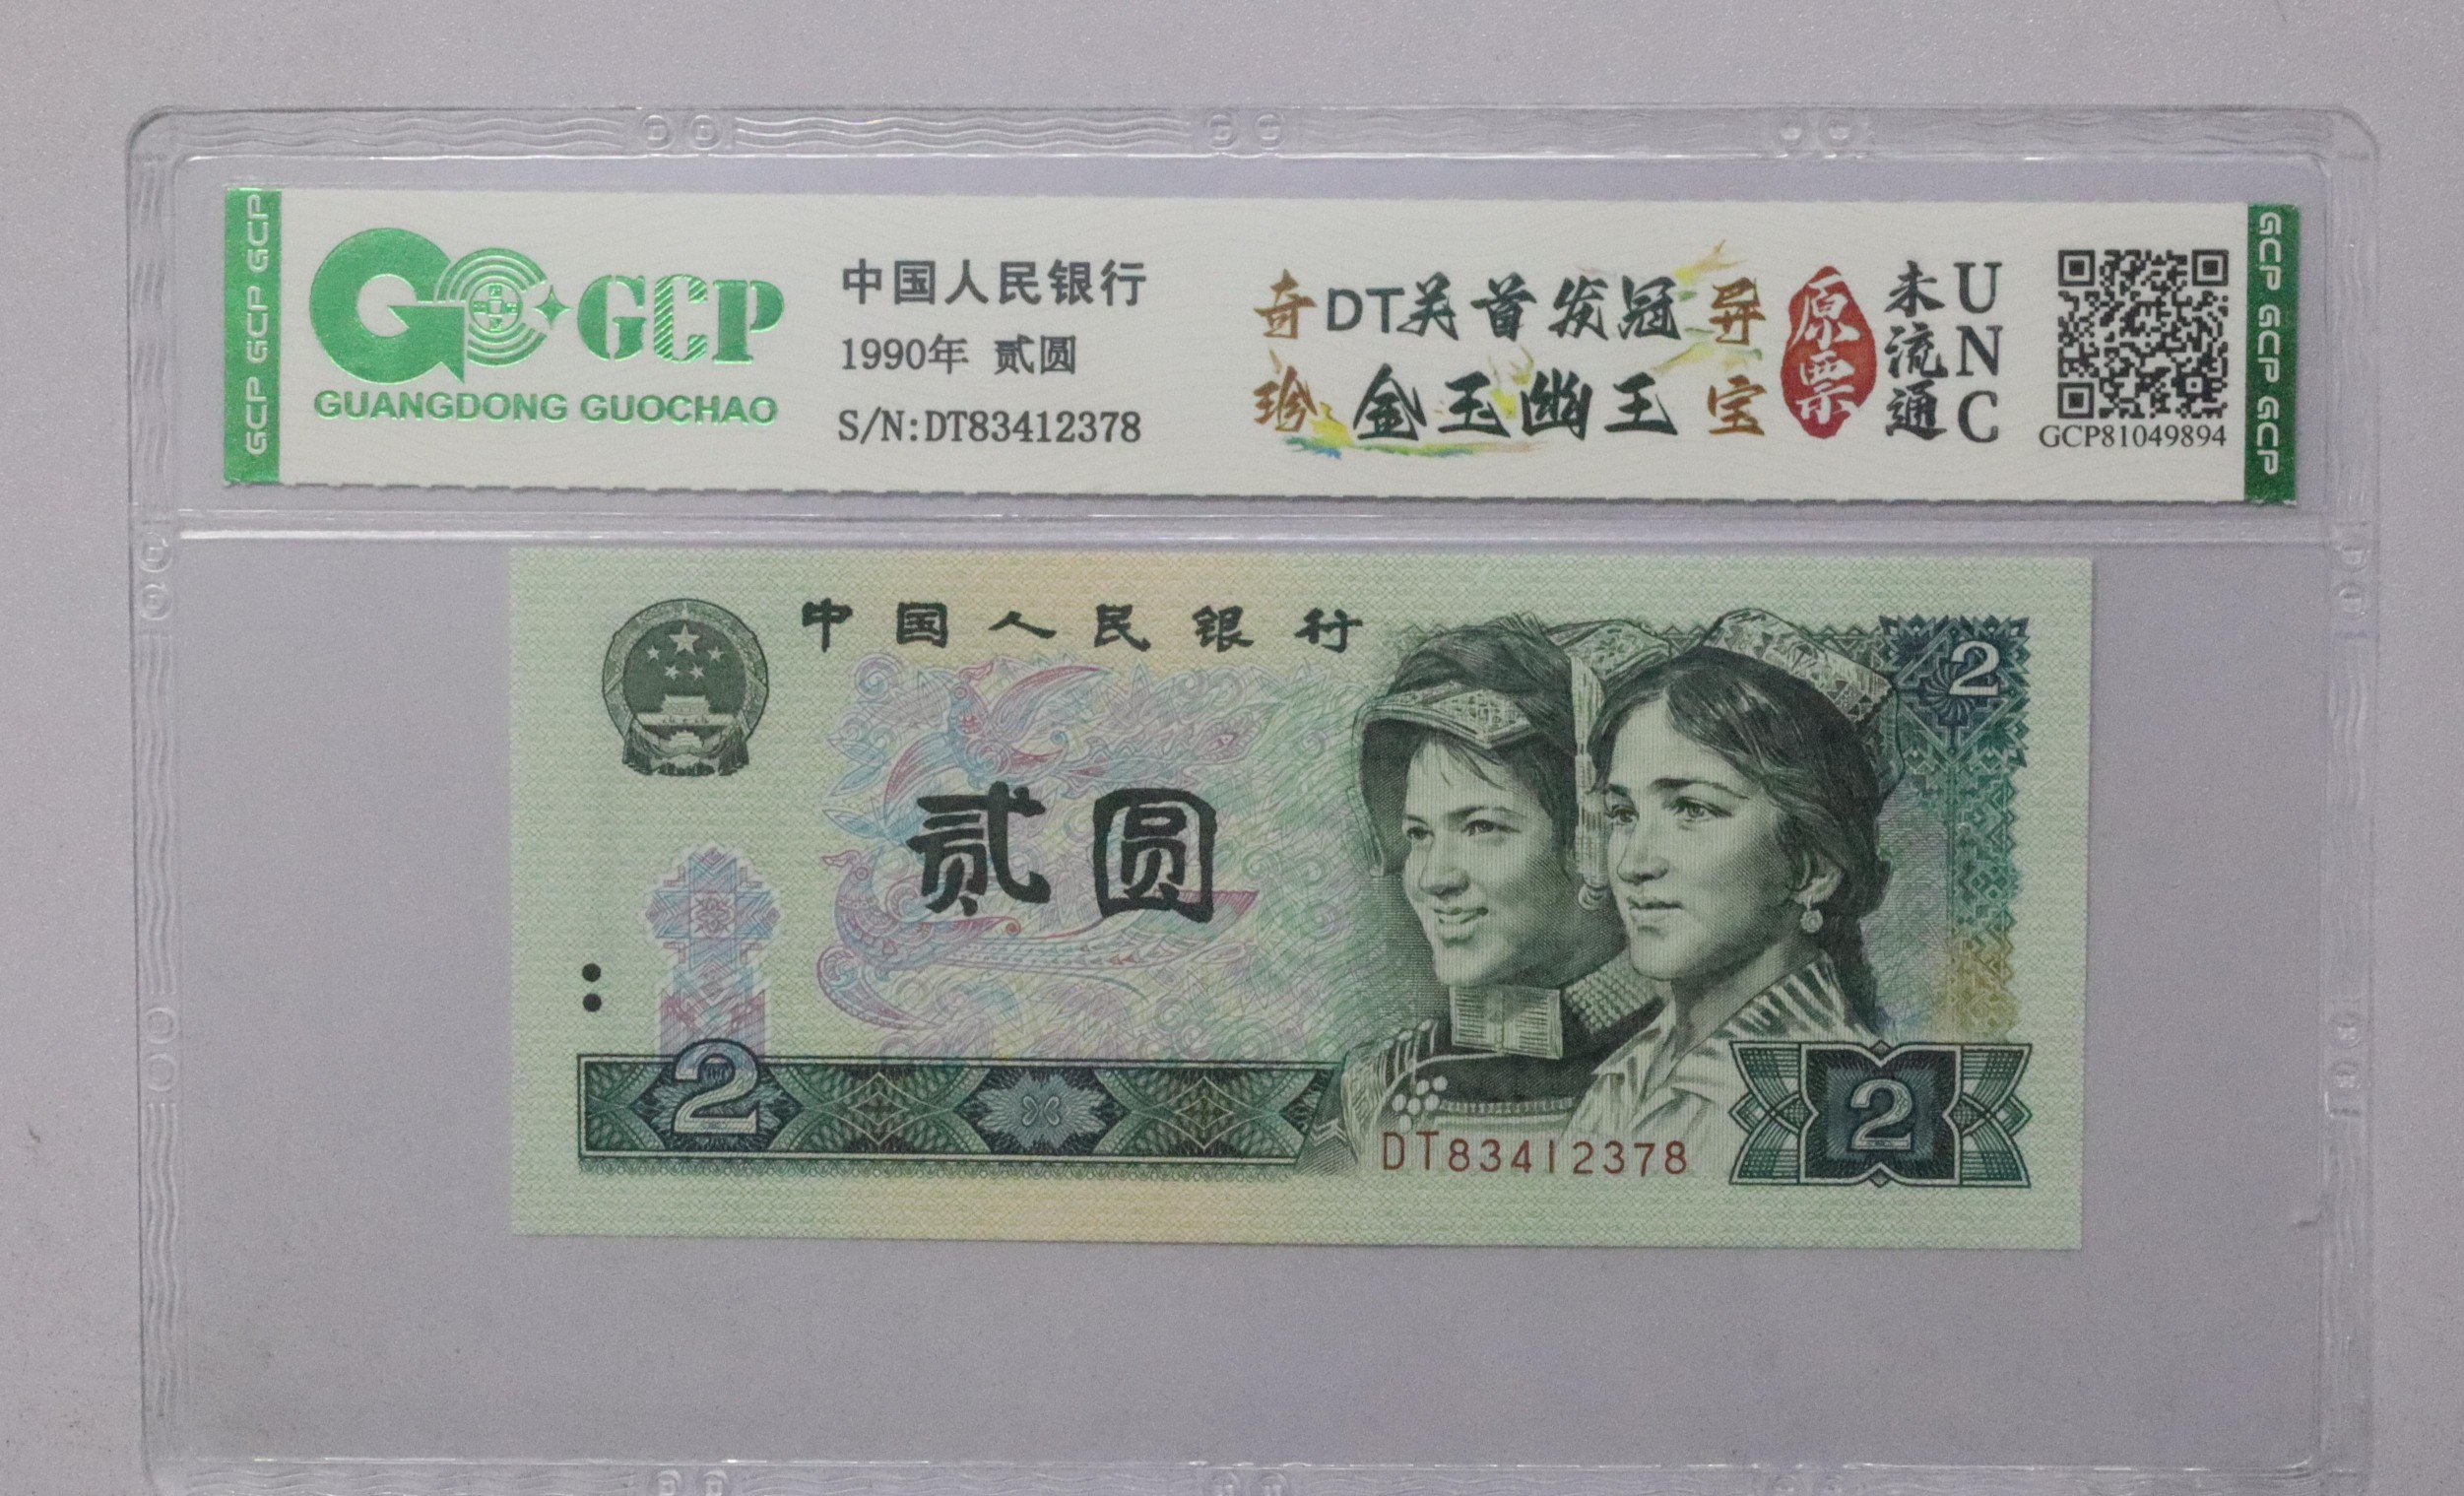 GCP GCP GCP
GCP
GUANGDONG GUOCHAO
中国人民银行
1990年 贰圆
S/N:DT83412378
奇DT关首发冠异
珍金玉幽王宝
原票
未流通
UNC
GCP81049894
GCP GCP GCP GCP
中国人民银行
2
贰圆
2
DT83412378
2